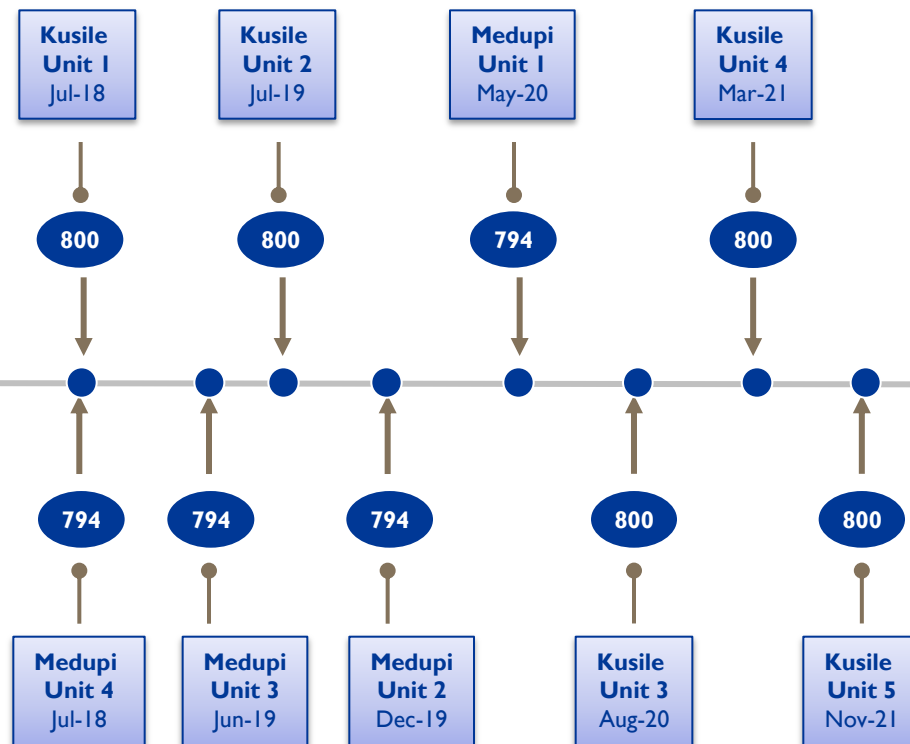 Kusile
Unit 1
Jul-18
Kusile
Unit 2
Jul-19
Medupi
Unit 1
May-20
Kusile
Unit 4
Mar-21
800
800
794
800
794
794
794
800
800
Medupi
Unit 4
Jul-18
Medupi
Unit 3
Jun-19
Medupi
Unit 2
Dec-19
Kusile
Unit 3
Aug-20
Kusile
Unit 5
Nov-21